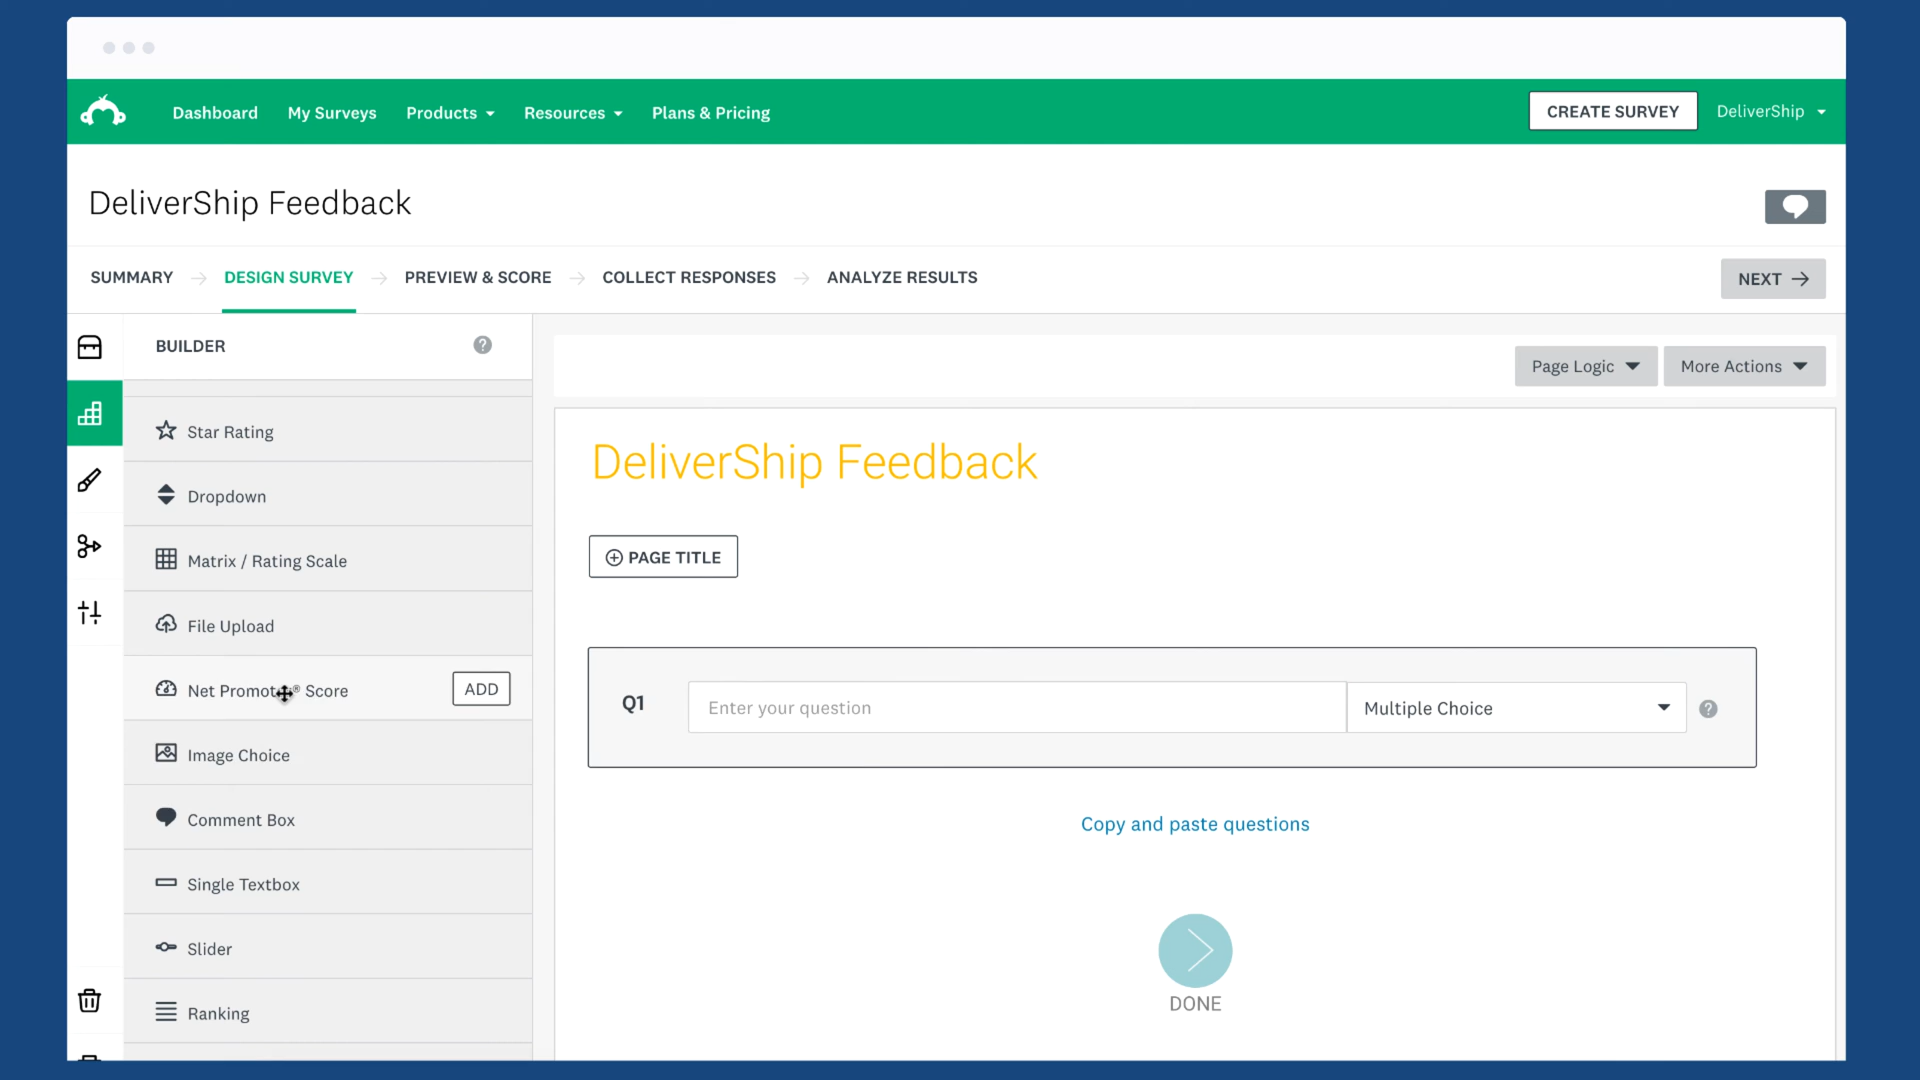 Dashboard My Surveys Products Resources Plans & Pricing CREATE SURVEY DeliverShip
DeliverShip Feedback
SUMMARY DESIGN SURVEY PREVIEW & SCORE COLLECT RESPONSES ANALYZE RESULTS NEXT
BUILDER ?
Page Logic More Actions
Star Rating
Dropdown
Matrix / Rating Scale
File Upload
Net Promoter® Score ADD
Image Choice
Comment Box
Single Textbox
Slider
Ranking
DeliverShip Feedback
PAGE TITLE
Q1 Enter your question Multiple Choice ?
Copy and paste questions
DONE